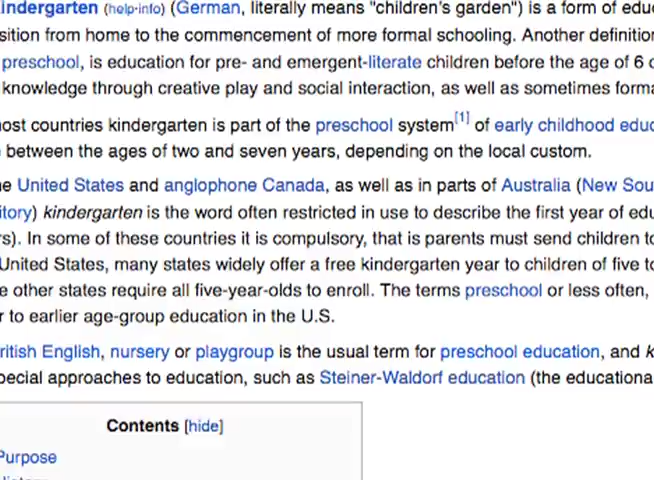 indergarten (help·info) (German, literally means "children's garden") is a form of edu
sition from home to the commencement of more formal schooling. Another definition
preschool, is education for pre- and emergent-literate children before the age of 6
knowledge through creative play and social interaction, as well as sometimes forma
ost countries kindergarten is part of the preschool system[1] of early childhood educ
between the ages of two and seven years, depending on the local custom.
e United States and anglophone Canada, as well as in parts of Australia (New Sou
itory) kindergarten is the word often restricted in use to describe the first year of edu
rs). In some of these countries it is compulsory, that is parents must send children to
United States, many states widely offer a free kindergarten year to children of five to
e other states require all five-year-olds to enroll. The terms preschool or less often,
r to earlier age-group education in the U.S.
ritish English, nursery or playgroup is the usual term for preschool education, and k
pecial approaches to education, such as Steiner-Waldorf education (the educationa
Contents [hide]
Purpose